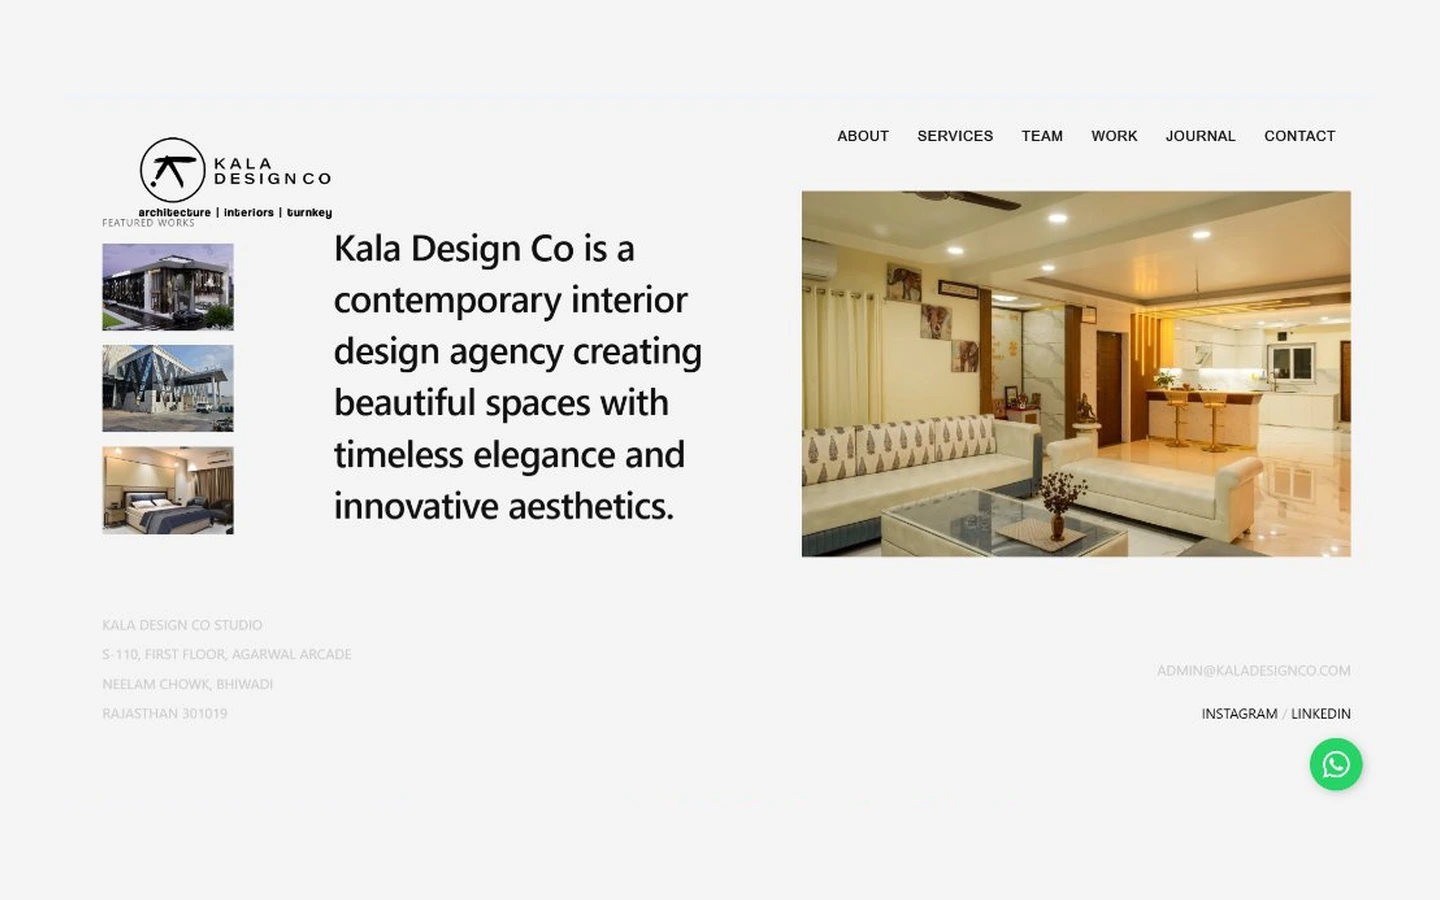 KALA
DESIGN CO
architecture | interiors | turnkey
ABOUT SERVICES TEAM WORK JOURNAL CONTACT
FEATURED WORKS
Kala Design Co is a
contemporary interior
design agency creating
beautiful spaces with
timeless elegance and
innovative aesthetics.
KALA DESIGN CO STUDIO
S-110, FIRST FLOOR, AGARWAL ARCADE
NEELAM CHOWK, BHIWADI
RAJASTHAN 301019
ADMIN@KALADESIGNCO.COM
INSTAGRAM / LINKEDIN